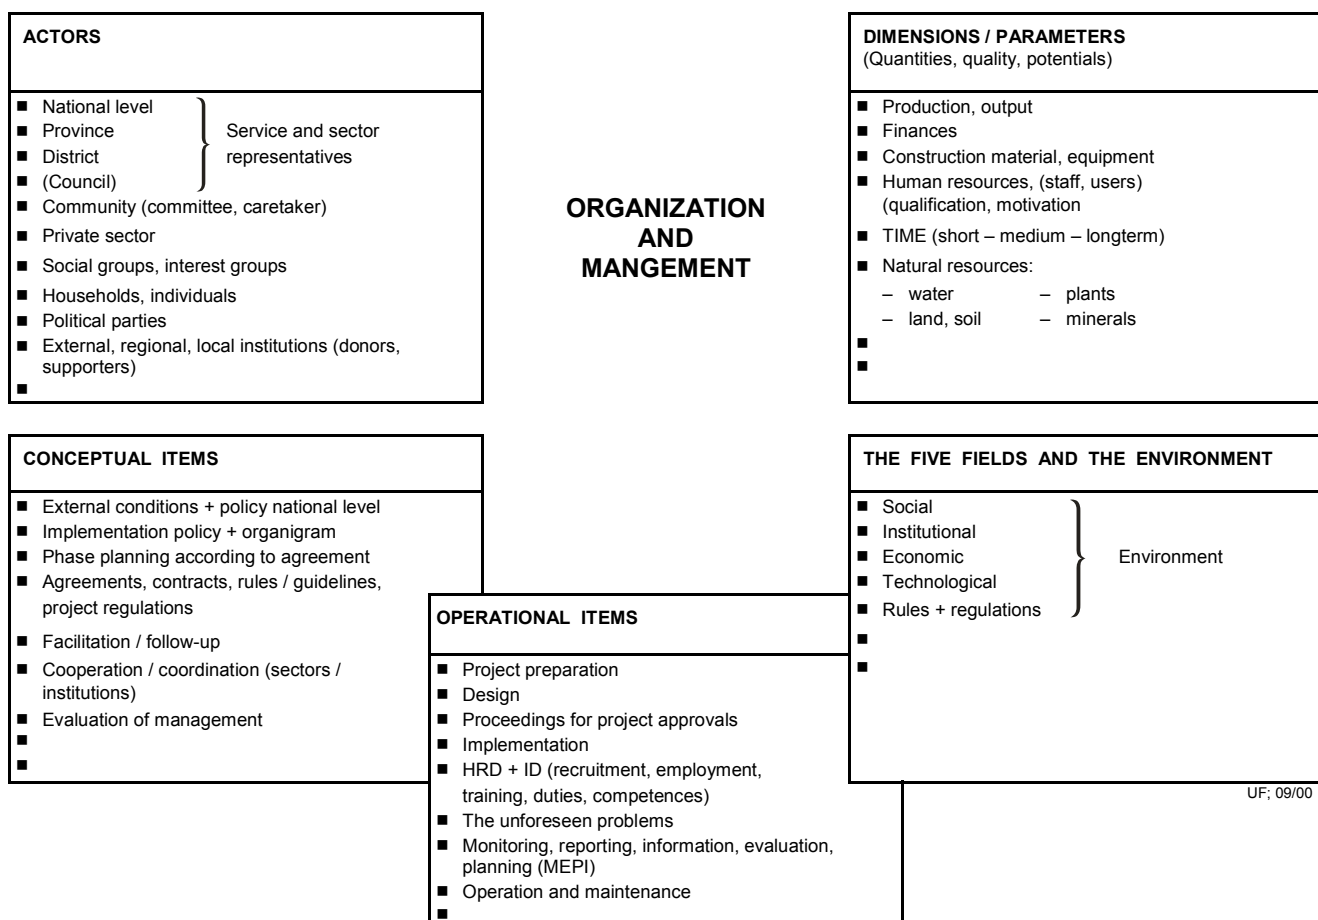 ACTORS
■ National level
■ Province
■ District
■ (Council)
Service and sector
representatives
■ Community (committee, caretaker)
■ Private sector
■ Social groups, interest groups
■ Households, individuals
■ Political parties
■ External, regional, local institutions (donors,
supporters)
■
ORGANIZATION
AND
MANGEMENT
DIMENSIONS / PARAMETERS
(Quantities, quality, potentials)
■ Production, output
■ Finances
■ Construction material, equipment
■ Human resources, (staff, users)
(qualification, motivation
■ TIME (short – medium – longterm)
■ Natural resources:
– water – plants
– land, soil – minerals
■
■
CONCEPTUAL ITEMS
■ External conditions + policy national level
■ Implementation policy + organigram
■ Phase planning according to agreement
■ Agreements, contracts, rules / guidelines,
project regulations
■ Facilitation / follow-up
■ Cooperation / coordination (sectors /
institutions)
■ Evaluation of management
■
■
OPERATIONAL ITEMS
■ Project preparation
■ Design
■ Proceedings for project approvals
■ Implementation
■ HRD + ID (recruitment, employment,
training, duties, competences)
■ The unforeseen problems
■ Monitoring, reporting, information, evaluation,
planning (MEPI)
■ Operation and maintenance
■
THE FIVE FIELDS AND THE ENVIRONMENT
■ Social
■ Institutional
■ Economic
■ Technological
■ Rules + regulations
Environment
■
■
UF; 09/00